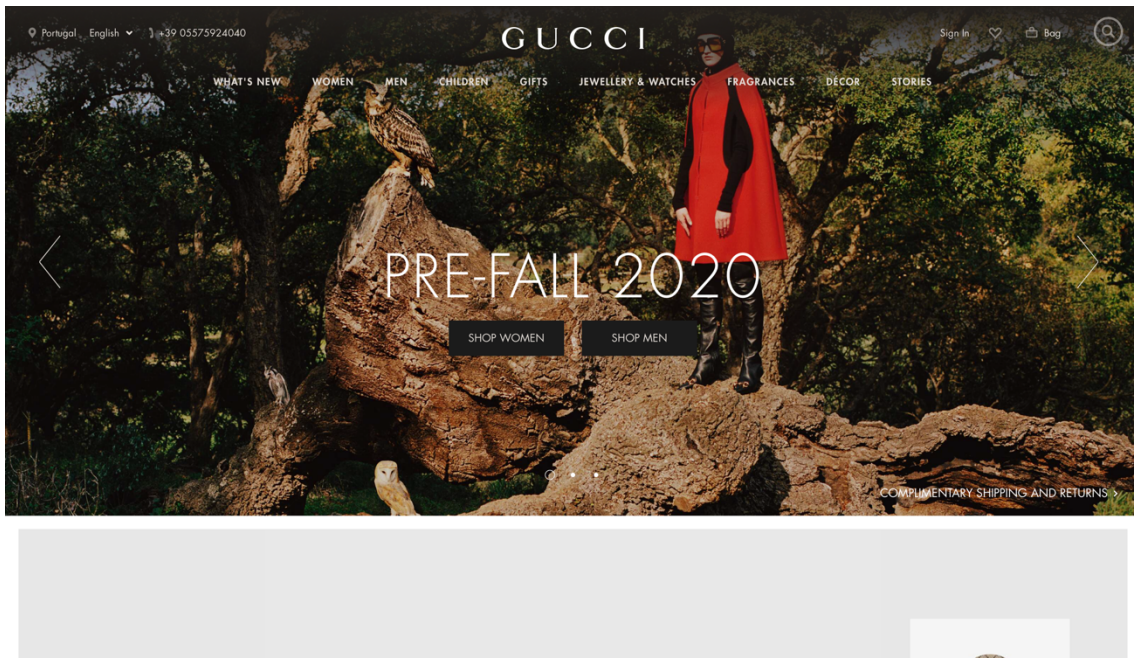 Portugal English +39 05575924040
GUCCI
Sign In Bag
WHAT'S NEW WOMEN MEN CHILDREN GIFTS JEWELLERY & WATCHES FRAGRANCES DÉCOR STORIES
PRE-FALL 2020
SHOP WOMEN SHOP MEN
COMPLIMENTARY SHIPPING AND RETURNS >